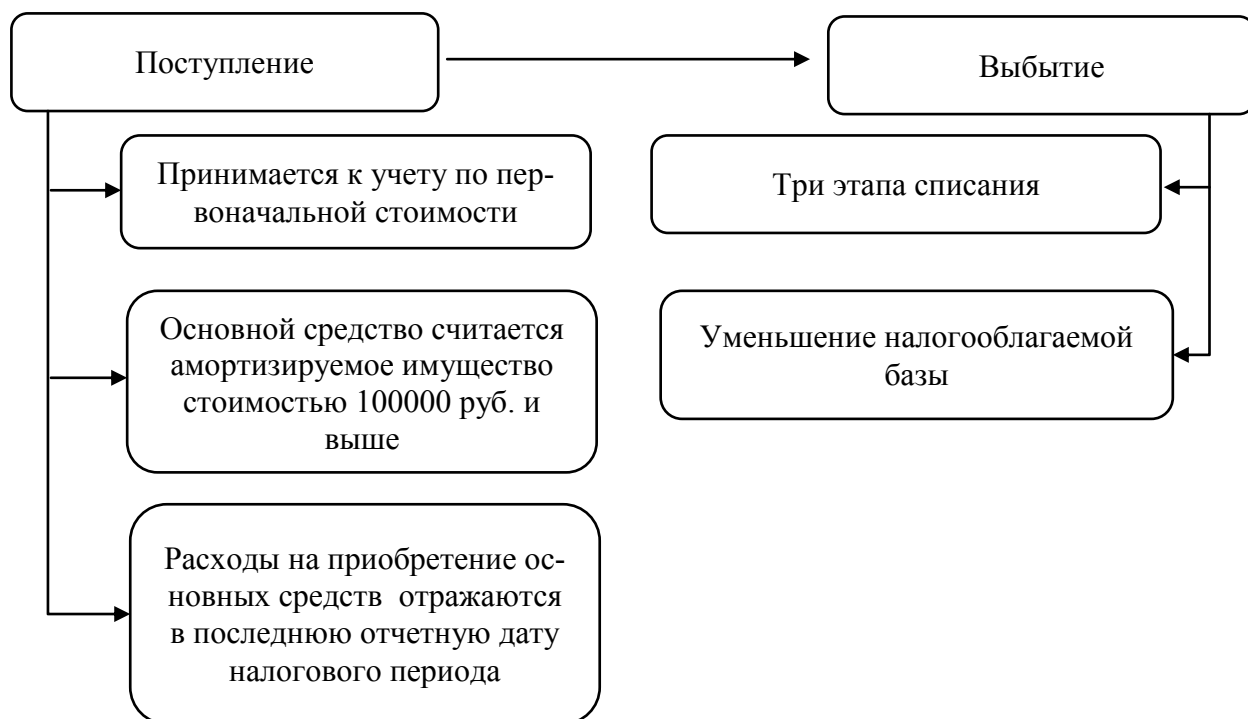 Поступление
Выбытие
Принимается к учету по пер-
воначальной стоимости
Основной средство считается
амортизируемое имущество
стоимостью 100000 руб. и
выше
Расходы на приобретение ос-
новных средств отражаются
в последнюю отчетную дату
налогового периода
Три этапа списания
Уменьшение налогооблагаемой
базы